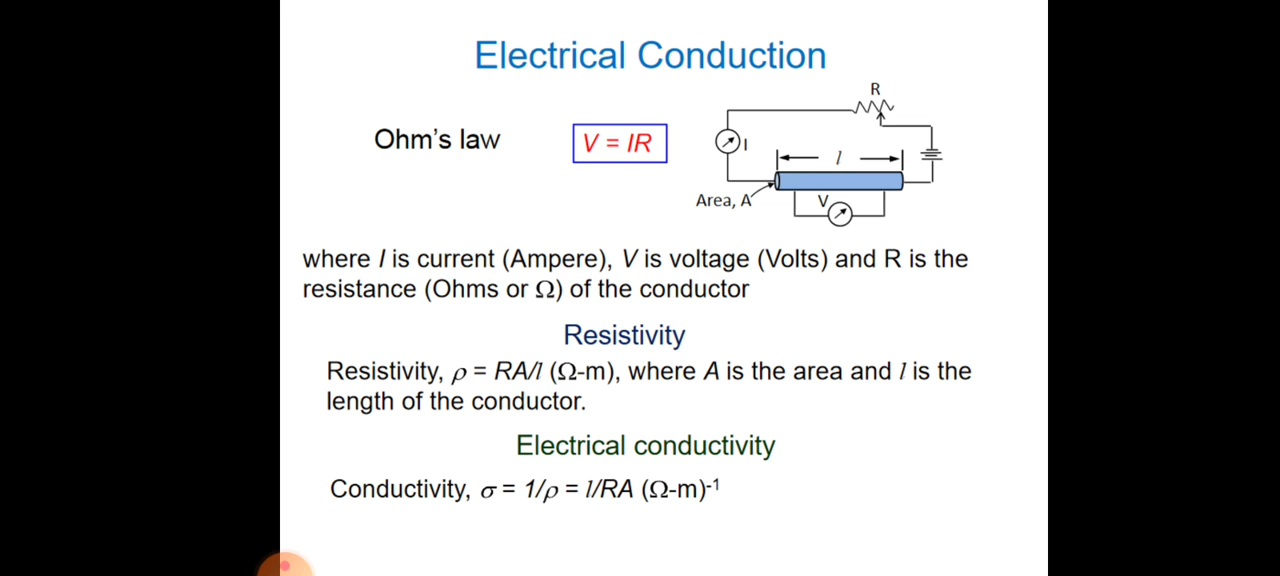 Electrical Conduction
R
Ohm's law
V = IR
I
l
Area, A
V
where I is current (Ampere), V is voltage (Volts) and R is the
resistance (Ohms or Ω) of the conductor
Resistivity
Resistivity, ρ = RA/l (Ω-m), where A is the area and l is the
length of the conductor.
Electrical conductivity
Conductivity, σ = 1/ρ = l/RA (Ω-m)⁻¹